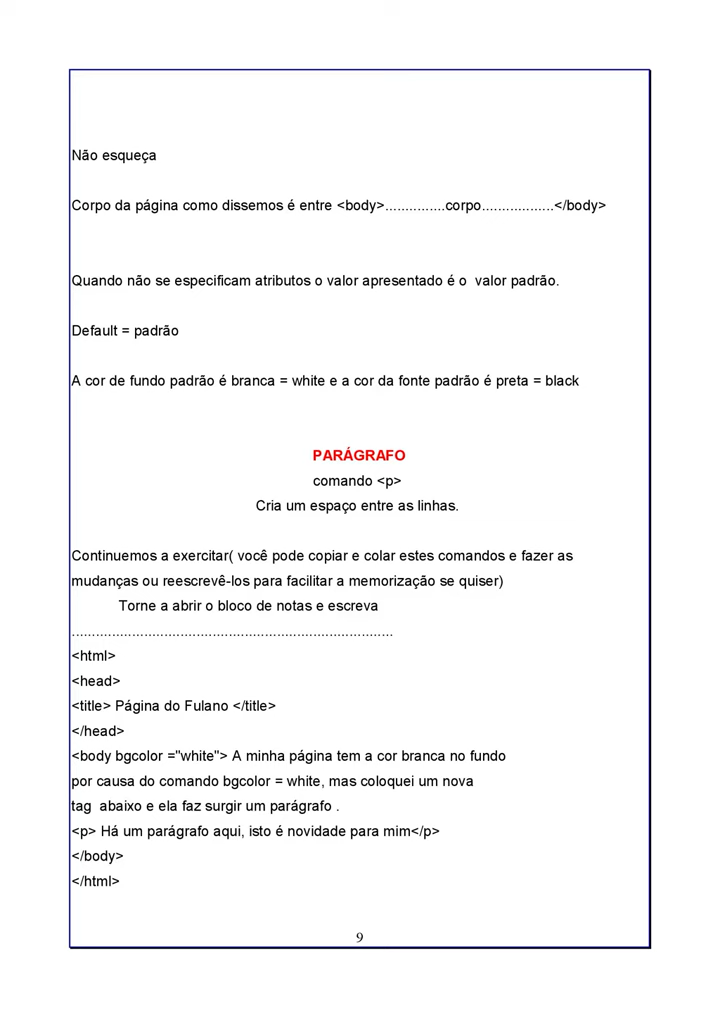 Não esqueça
Corpo da página como dissemos é entre <body>...............corpo..................</body>
Quando não se especificam atributos o valor apresentado é o  valor padrão.
Default = padrão
A cor de fundo padrão é branca = white e a cor da fonte padrão é preta = black
PARÁGRAFO
comando <p>
Cria um espaço entre as linhas.
Continuemos a exercitar( você pode copiar e colar estes comandos e fazer as
mudanças ou reescrevê-los para facilitar a memorização se quiser)
Torne a abrir o bloco de notas e escreva
................................................................................
<html>
<head>
<title> Página do Fulano </title>
</head>
<body bgcolor ="white"> A minha página tem a cor branca no fundo
por causa do comando bgcolor = white, mas coloquei um nova
tag  abaixo e ela faz surgir um parágrafo .
<p> Há um parágrafo aqui, isto é novidade para mim</p>
</body>
</html>
9